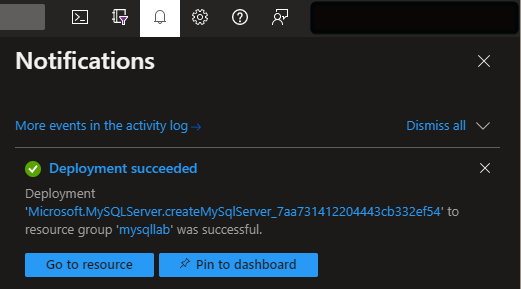 Notifications
More events in the activity log →
Dismiss all
Deployment succeeded
Deployment
'Microsoft.MySQLServer.createMySqlServer_7aa731412204443cb332ef54' to
resource group 'mysqllab' was successful.
Go to resource
Pin to dashboard